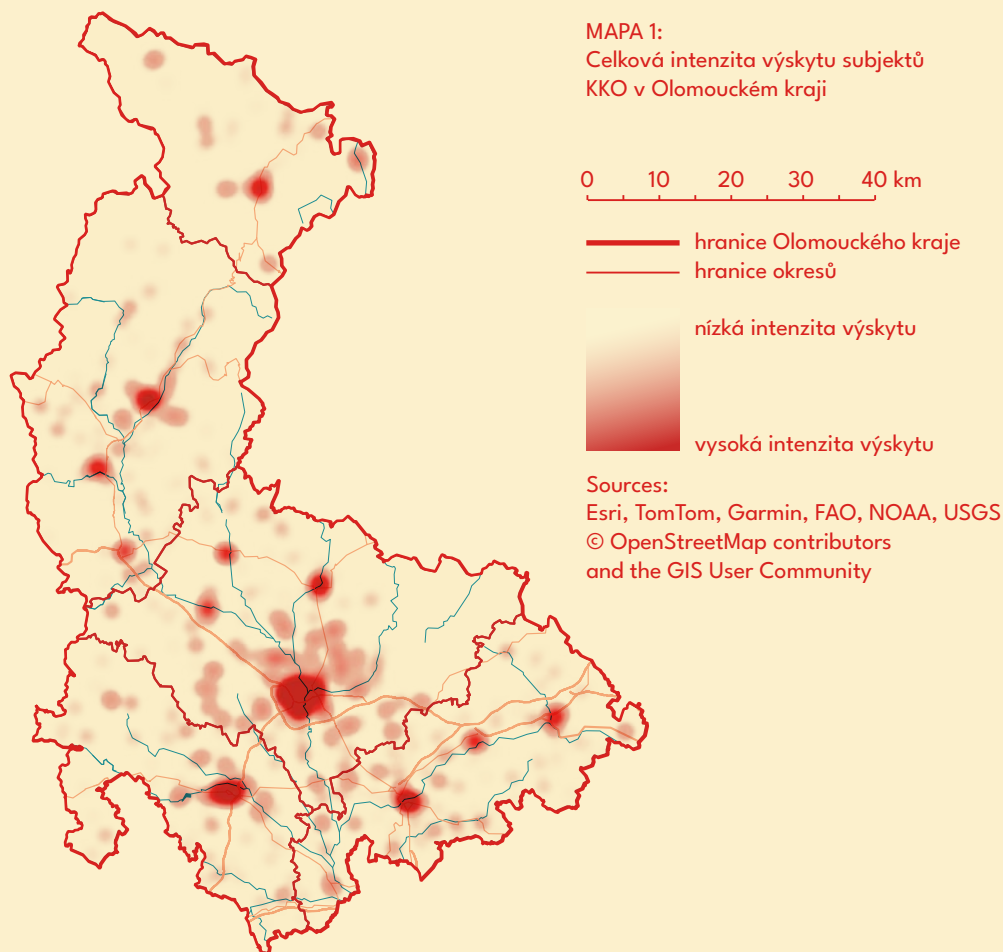 MAPA 1:
Celková intenzita výskytu subjektů
KKO v Olomouckém kraji
0 10 20 30 40 km
hranice Olomouckého kraje
hranice okresů
nízká intenzita výskytu
vysoká intenzita výskytu
Sources:
Esri, TomTom, Garmin, FAO, NOAA, USGS
© OpenStreetMap contributors
and the GIS User Community